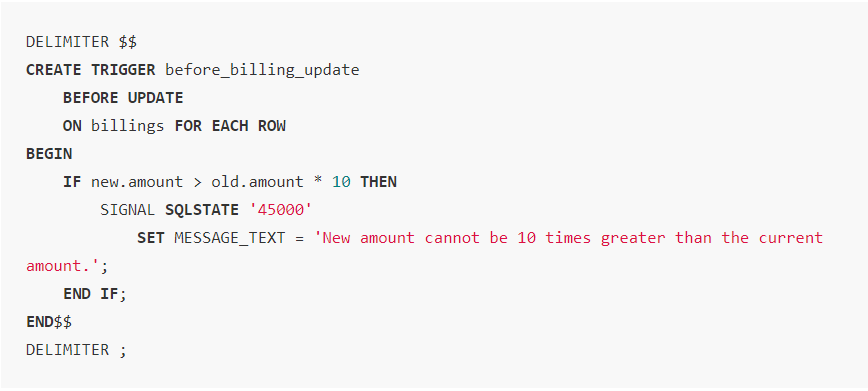 DELIMITER $$
CREATE TRIGGER before_billing_update
    BEFORE UPDATE
    ON billings FOR EACH ROW
BEGIN
    IF new.amount > old.amount * 10 THEN
        SIGNAL SQLSTATE '45000'
            SET MESSAGE_TEXT = 'New amount cannot be 10 times greater than the current
amount.';
    END IF;
END$$
DELIMITER ;